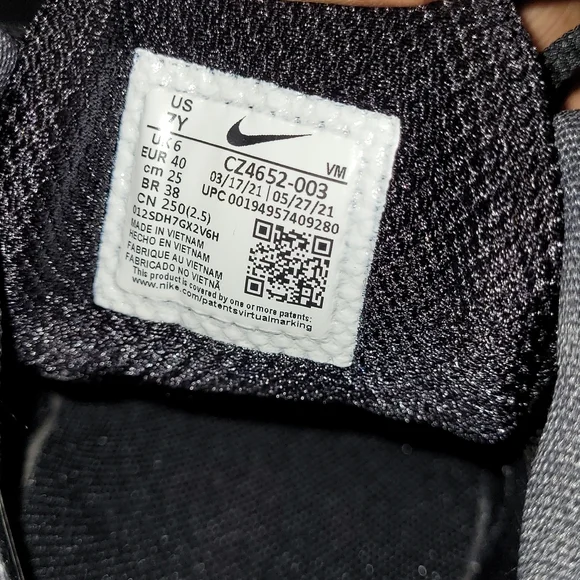 US
7Y
UK 6
EUR 40
cm 25
BR 38
CN 250(2.5)
VM
CZ4652-003
03/17/21 05/27/21
UPC 00194957409280
012SDH7GX2V6H
MADE IN VIETNAM
HECHO EN VIETNAM
FABRIQUE AU VIETNAM
FABRICADO NO VIETNÃ
This product is covered by one or more patents:
www.nike.com/patentsvirtualmarking